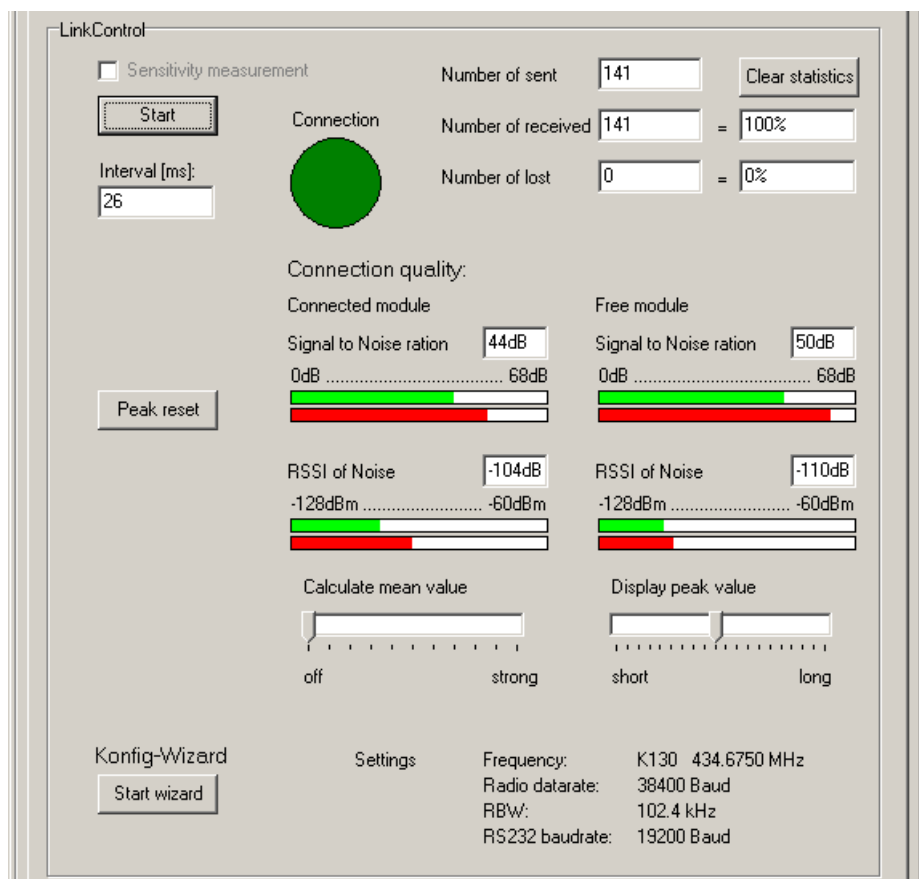 LinkControl
Sensitivity measurement
Start
Interval [ms]:
26
Connection
Number of sent 141 Clear statistics
Number of received 141 = 100%
Number of lost 0 = 0%
Connection quality:
Connected module
Signal to Noise ration 44dB
0dB ........................................ 68dB
Free module
Signal to Noise ration 50dB
0dB ........................................ 68dB
Peak reset
RSSI of Noise -104dB
-128dBm ........................ -60dBm
RSSI of Noise -110dB
-128dBm ........................ -60dBm
Calculate mean value
off strong
Display peak value
short long
Konfig-Wizard
Start wizard
Settings
Frequency: K130 434.6750 MHz
Radio datarate: 38400 Baud
RBW: 102.4 kHz
RS232 baudrate: 19200 Baud